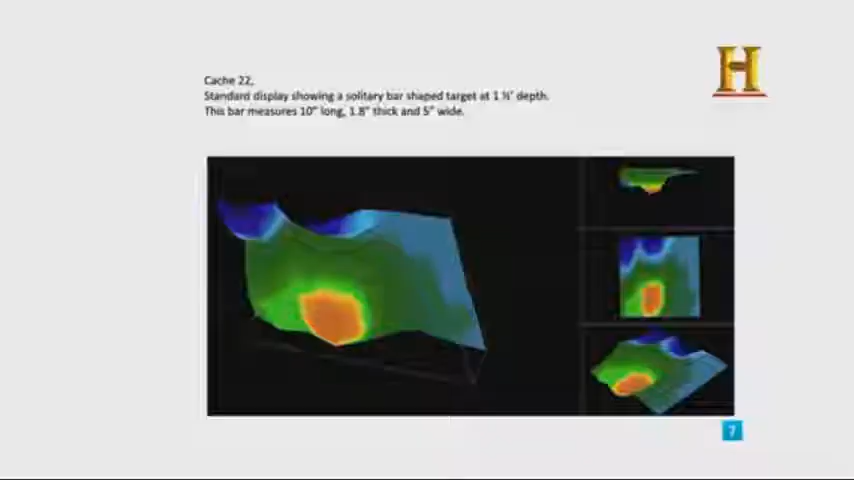 H
Cache 22,
Standard display showing a solitary bar shaped target at 1 ½' depth.
This bar measures 10" long, 1.8" thick and 5" wide.
7